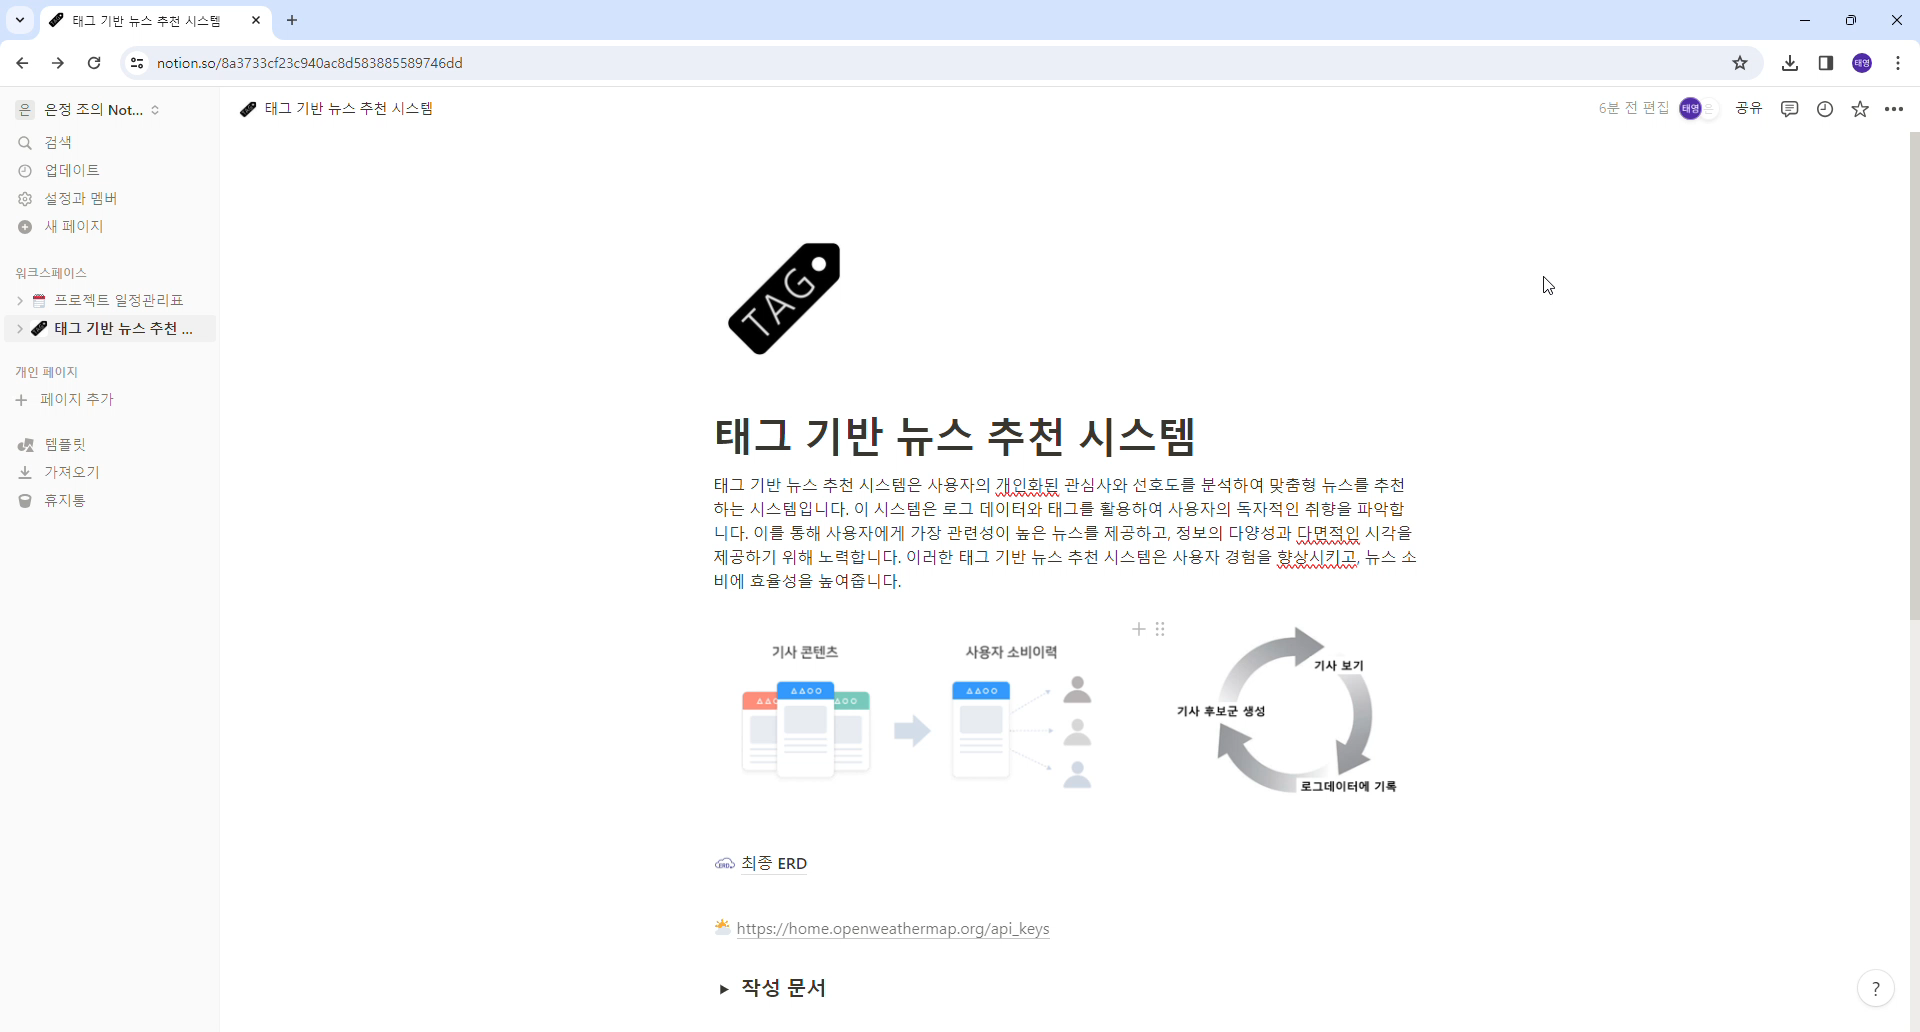 태그 기반 뉴스 추천 시스템
notion.so/8a3733cf23c940ac8d583885589746dd
태영
은 은정 조의 Not...
검색
업데이트
설정과 멤버
새 페이지
워크스페이스
프로젝트 일정관리표
태그 기반 뉴스 추천 ...
개인 페이지
페이지 추가
템플릿
가져오기
휴지통
태그 기반 뉴스 추천 시스템
6분 전 편집 태영 은 공유
TAG
태그 기반 뉴스 추천 시스템
태그 기반 뉴스 추천 시스템은 사용자의 개인화된 관심사와 선호도를 분석하여 맞춤형 뉴스를 추천
하는 시스템입니다. 이 시스템은 로그 데이터와 태그를 활용하여 사용자의 독자적인 취향을 파악합
니다. 이를 통해 사용자에게 가장 관련성이 높은 뉴스를 제공하고, 정보의 다양성과 다면적인 시각을
제공하기 위해 노력합니다. 이러한 태그 기반 뉴스 추천 시스템은 사용자 경험을 향상시키고, 뉴스 소
비에 효율성을 높여줍니다.
기사 콘텐츠
사용자 소비이력
기사 보기
기사 후보군 생성
로그데이터에 기록
ERD
최종 ERD
https://home.openweathermap.org/api_keys
작성 문서
?